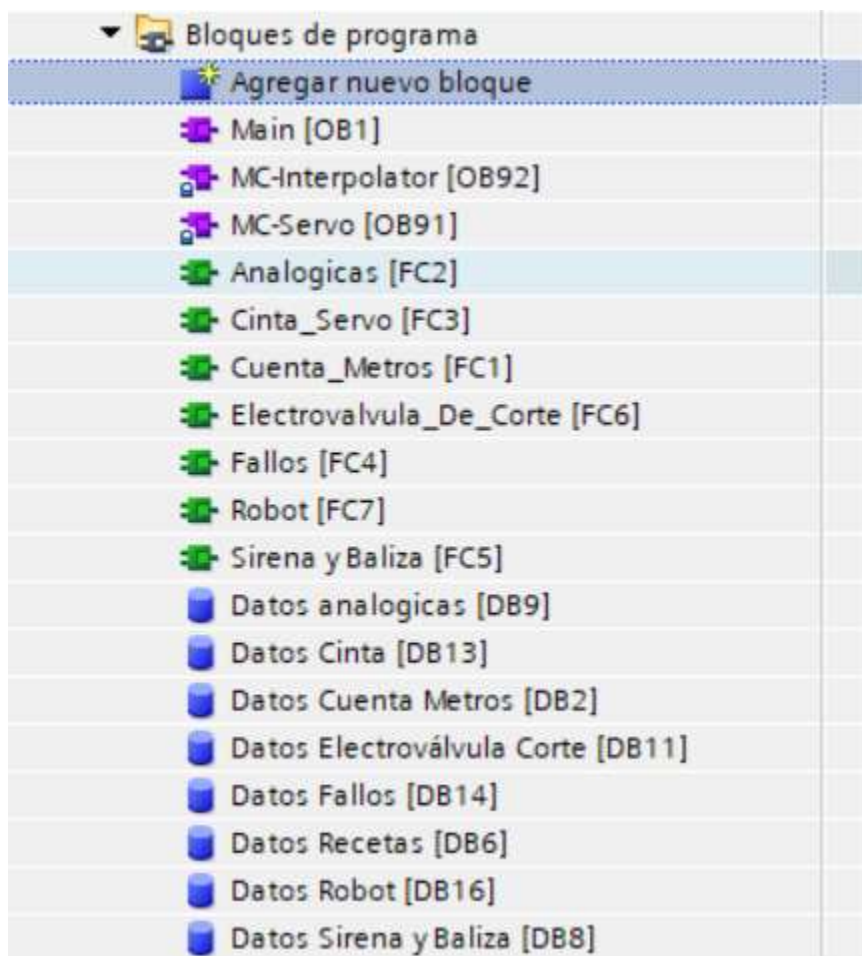 Bloques de programa
Agregar nuevo bloque
Main [OB1]
MC-Interpolator [OB92]
MC-Servo [OB91]
Analogicas [FC2]
Cinta_Servo [FC3]
Cuenta_Metros [FC1]
Electrovalvula_De_Corte [FC6]
Fallos [FC4]
Robot [FC7]
Sirena y Baliza [FC5]
Datos analogicas [DB9]
Datos Cinta [DB13]
Datos Cuenta Metros [DB2]
Datos Electroválvula Corte [DB11]
Datos Fallos [DB14]
Datos Recetas [DB6]
Datos Robot [DB16]
Datos Sirena y Baliza [DB8]